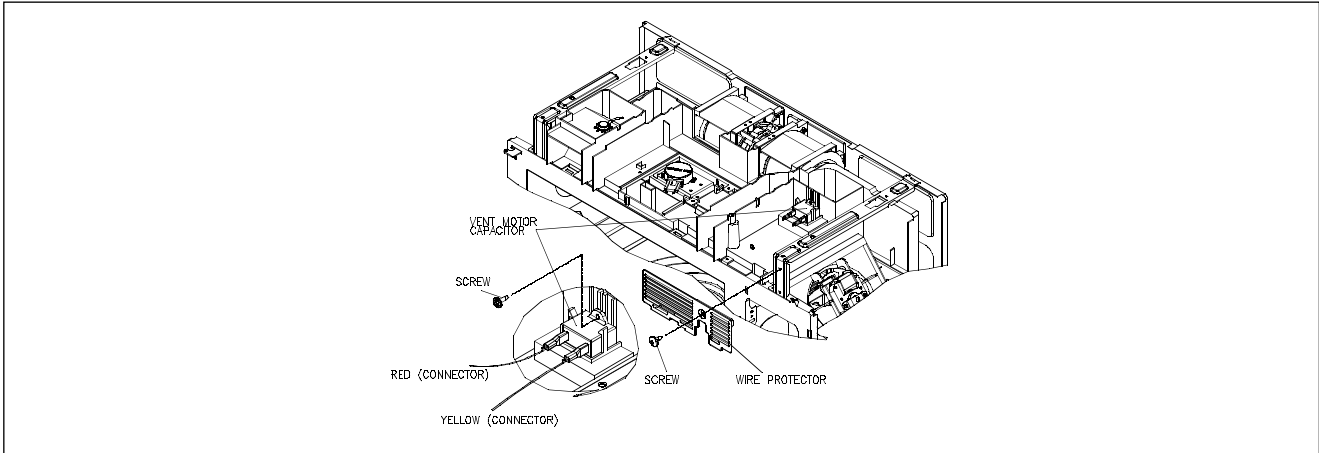 VENT MOTOR
CAPACITOR
SCREW
RED (CONNECTOR)
SCREW
WIRE PROTECTOR
YELLOW (CONNECTOR)